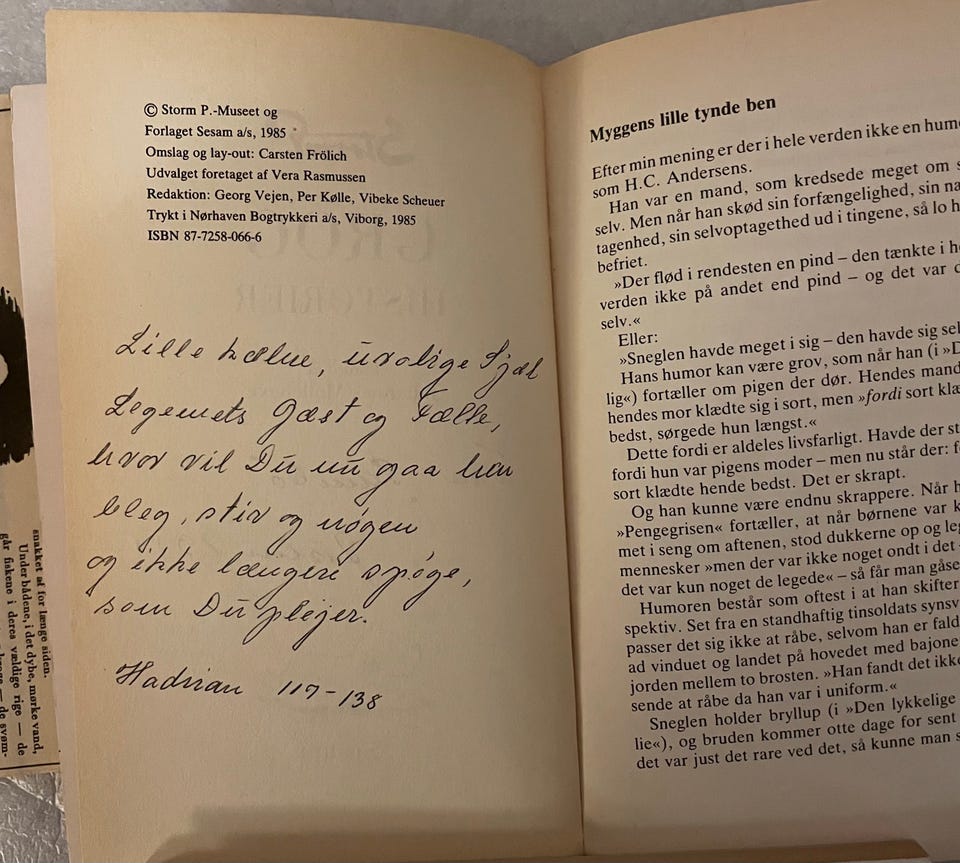 snakket af for længe siden.
Under bådene, i det dybe, mørke vand,
går fiskene i deres vældige rige — de
— de svøm-
© Storm P.-Museet og
Forlaget Sesam a/s, 1985
Omslag og lay-out: Carsten Frölich
Udvalget foretaget af Vera Rasmussen
Redaktion: Georg Vejen, Per Kølle, Vibeke Scheuer
Trykt i Nørhaven Bogtrykkeri a/s, Viborg, 1985
ISBN 87-7258-066-6
Lille kælne, urolige Sjæl
Legemets Gæst og Fælle,
hvor vil Du nu gaa hen
bleg, stiv og nøgen
og ikke længere spøge,
som Du plejer.
Hadrian 117-138
Myggens lille tynde ben
Efter min mening er der i hele verden ikke en hum
som H.C. Andersens.
Han var en mand, som kredsede meget om s
selv. Men når han skød sin forfængelighed, sin na
tagenhed, sin selvoptagethed ud i tingene, så lo h
befriet.
»Der flød i rendesten en pind – den tænkte i h
verden ikke på andet end pind – og det var d
selv.«
Eller:
»Sneglen havde meget i sig – den havde sig sel
Hans humor kan være grov, som når han (i »D
lig«) fortæller om pigen der dør. Hendes mand
hendes mor klædte sig i sort, men »fordi sort klæ
bedst, sørgede hun længst.«
Dette fordi er aldeles livsfarligt. Havde der st
fordi hun var pigens moder – men nu står der: f
sort klædte hende bedst. Det er skrapt.
Og han kunne være endnu skrappere. Når h
»Pengegrisen« fortæller, at når børnene var k
met i seng om aftenen, stod dukkerne op og leg
mennesker »men der var ikke noget ondt i det –
det var kun noget de legede« – så får man gåse
Humoren består som oftest i at han skifter
spektiv. Set fra en standhaftig tinsoldats synsv
passer det sig ikke at råbe, selvom han er fald
ad vinduet og landet på hovedet med bajone
jorden mellem to brosten. »Han fandt det ikke
sende at råbe da han var i uniform.«
Sneglen holder bryllup (i »Den lykkelige
lie«), og bruden kommer otte dage for sent
det var just det rare ved det, så kunne man s